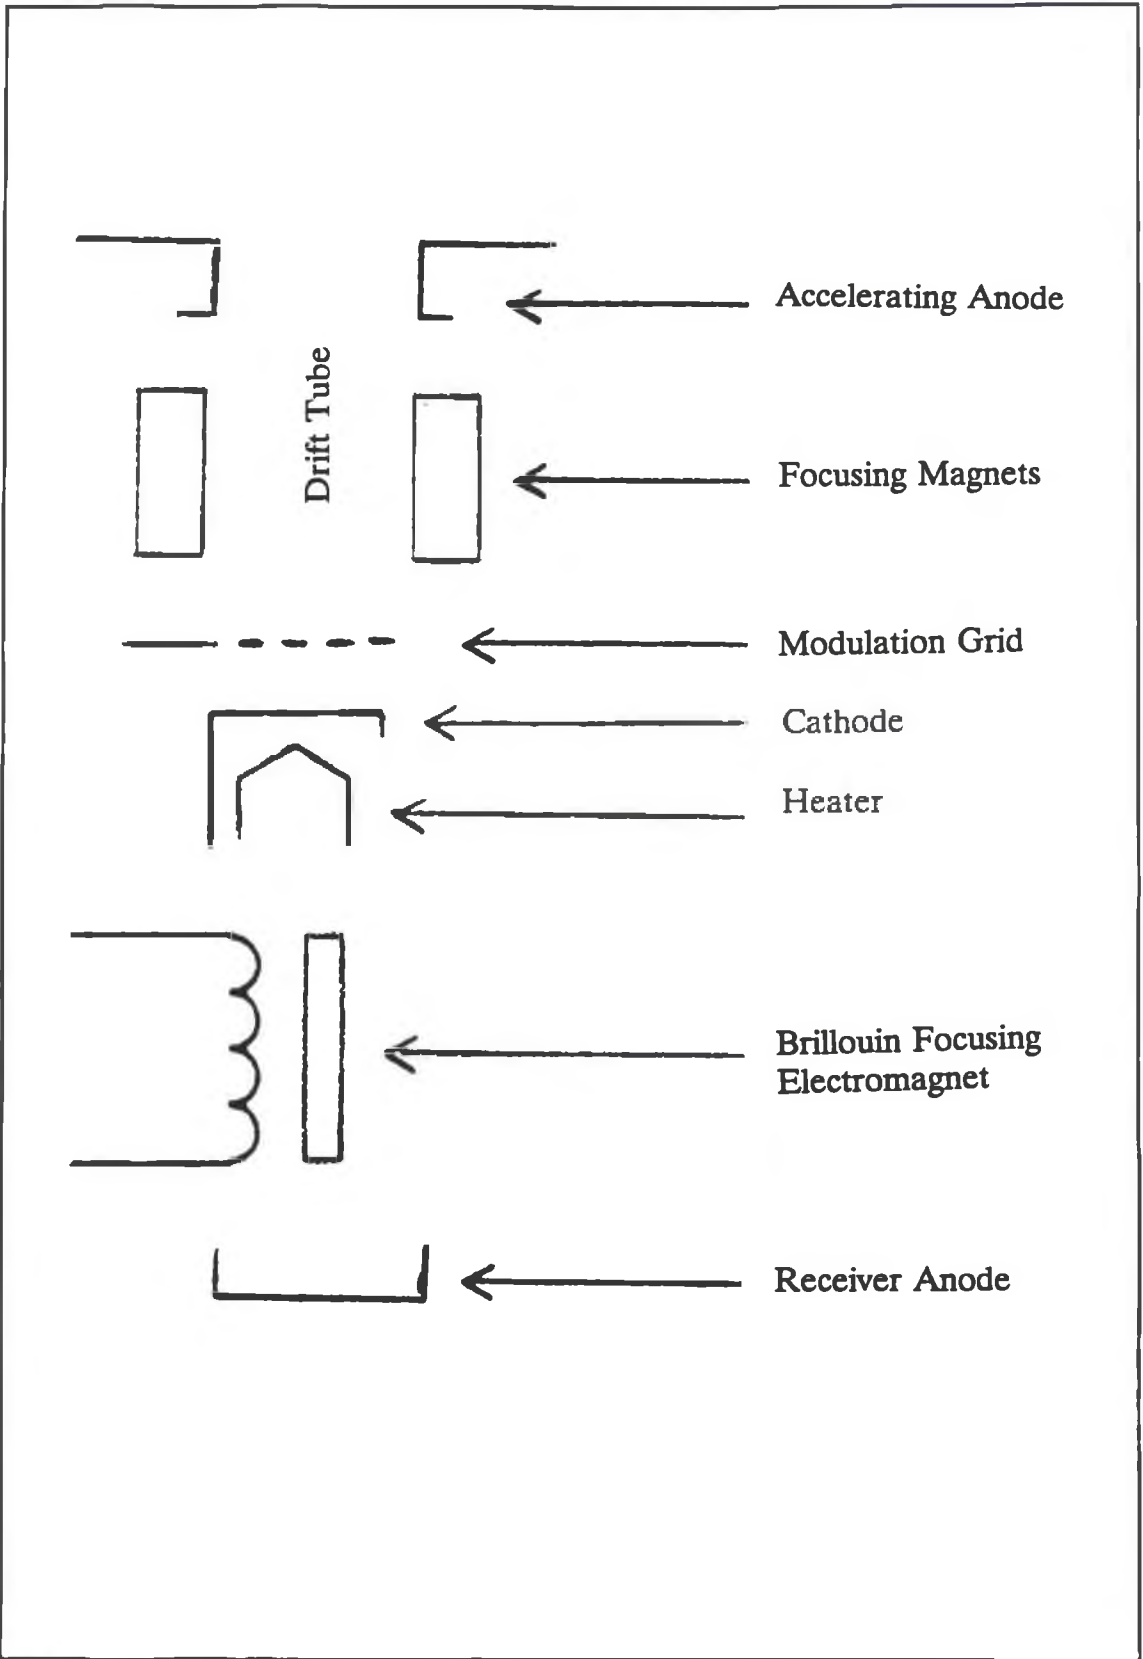 Accelerating Anode
Drift Tube
Focusing Magnets
Modulation Grid
Cathode
Heater
Brillouin Focusing
Electromagnet
Receiver Anode